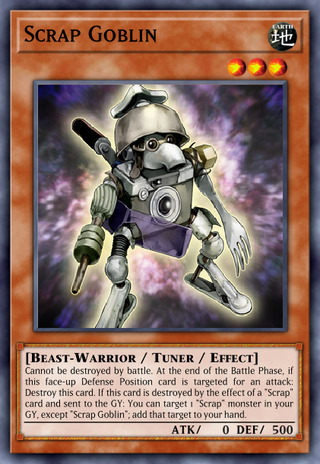 Scrap Goblin
EARTH
地
[Beast-Warrior / Tuner / Effect]
Cannot be destroyed by battle. At the end of the Battle Phase, if
this face-up Defense Position card is targeted for an attack:
Destroy this card. If this card is destroyed by the effect of a "Scrap"
card and sent to the GY: You can target 1 "Scrap" monster in your
GY, except "Scrap Goblin"; add that target to your hand.
ATK/ 0 DEF/ 500